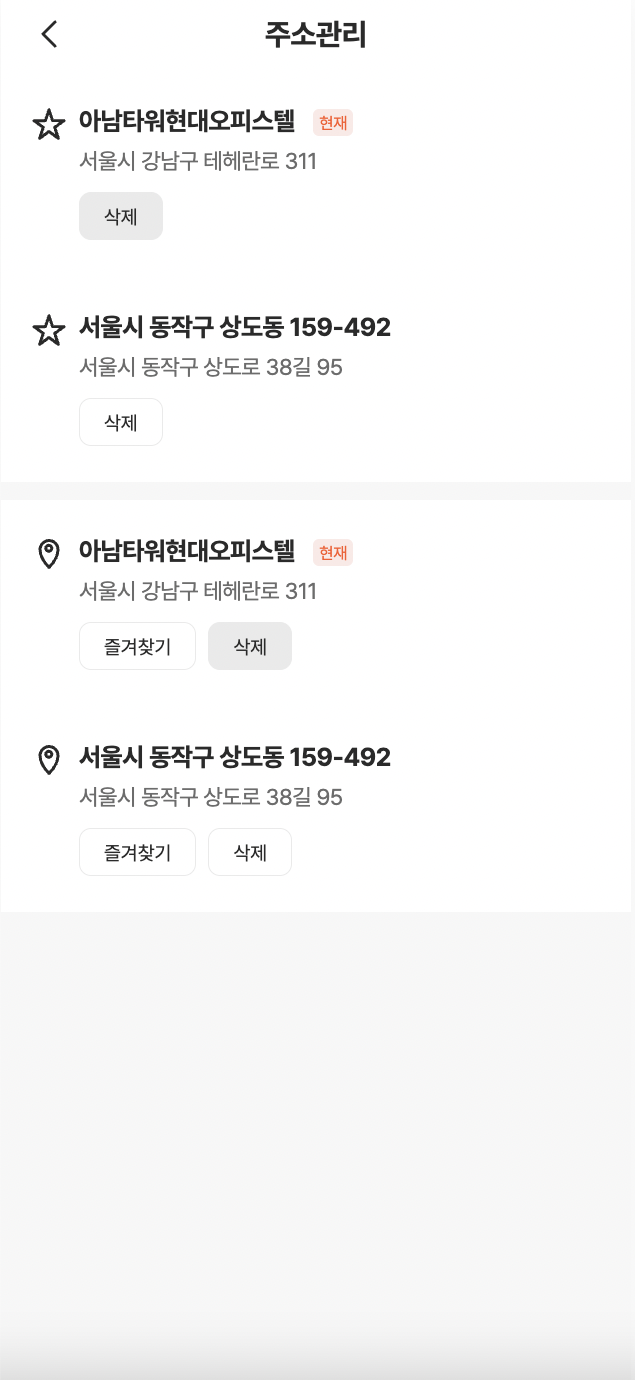 주소관리
아남타워현대오피스텔 현재
서울시 강남구 테헤란로 311
삭제
서울시 동작구 상도동 159-492
서울시 동작구 상도로 38길 95
삭제
아남타워현대오피스텔 현재
서울시 강남구 테헤란로 311
즐겨찾기 삭제
서울시 동작구 상도동 159-492
서울시 동작구 상도로 38길 95
즐겨찾기 삭제